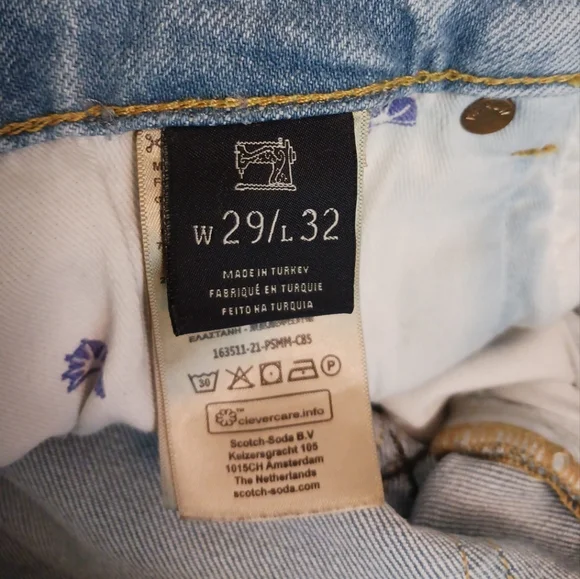 W 29/L 32
MADE IN TURKEY
FABRIQUÉ EN TURQUIE
FEITO NA TURQUIA
163511-21-PSMM-C85
30
P
clevercare.info
Scotch-Soda B.V
Keizersgracht 105
1015CH Amsterdam
The Netherlands
scotch-soda.com